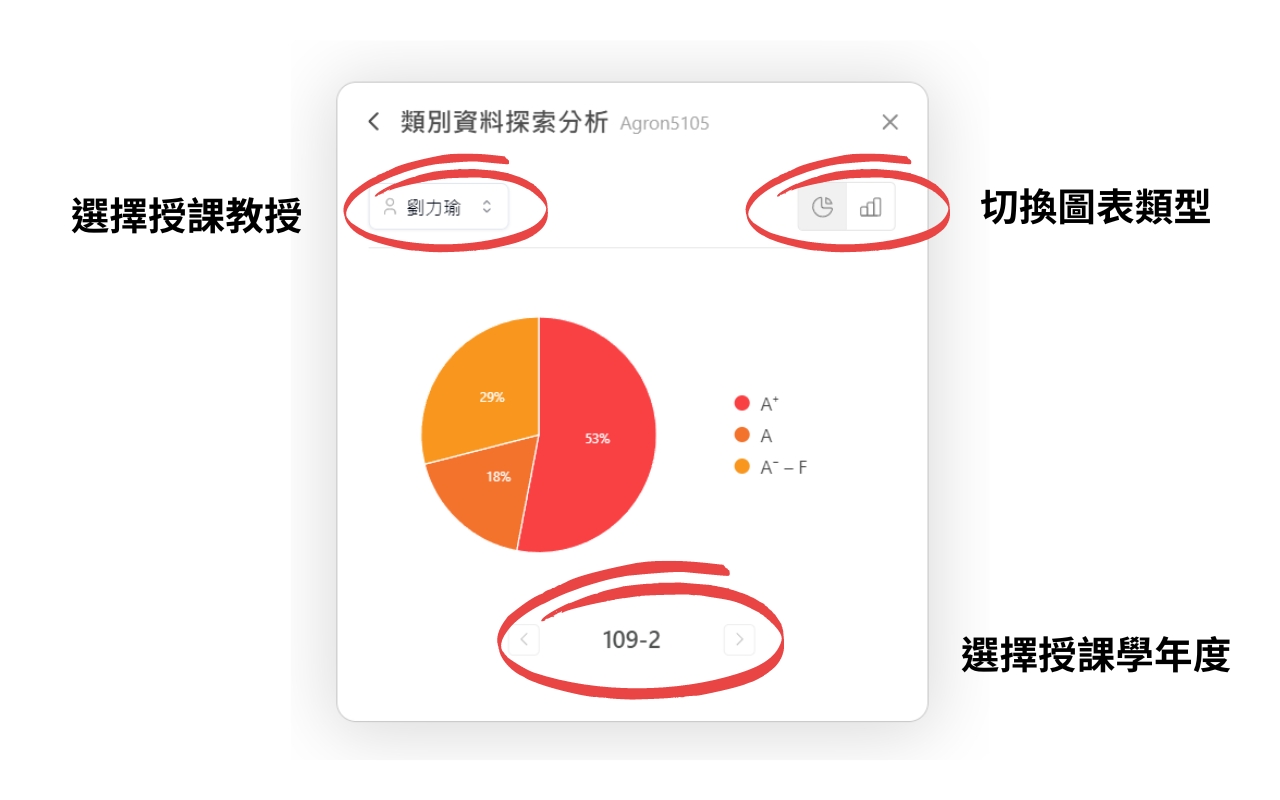 類別資料探索分析 Agron5105
選擇授課教授
劉力瑜
切換圖表類型
29%
53%
18%
A⁺
A
A⁻ – F
109-2
選擇授課學年度